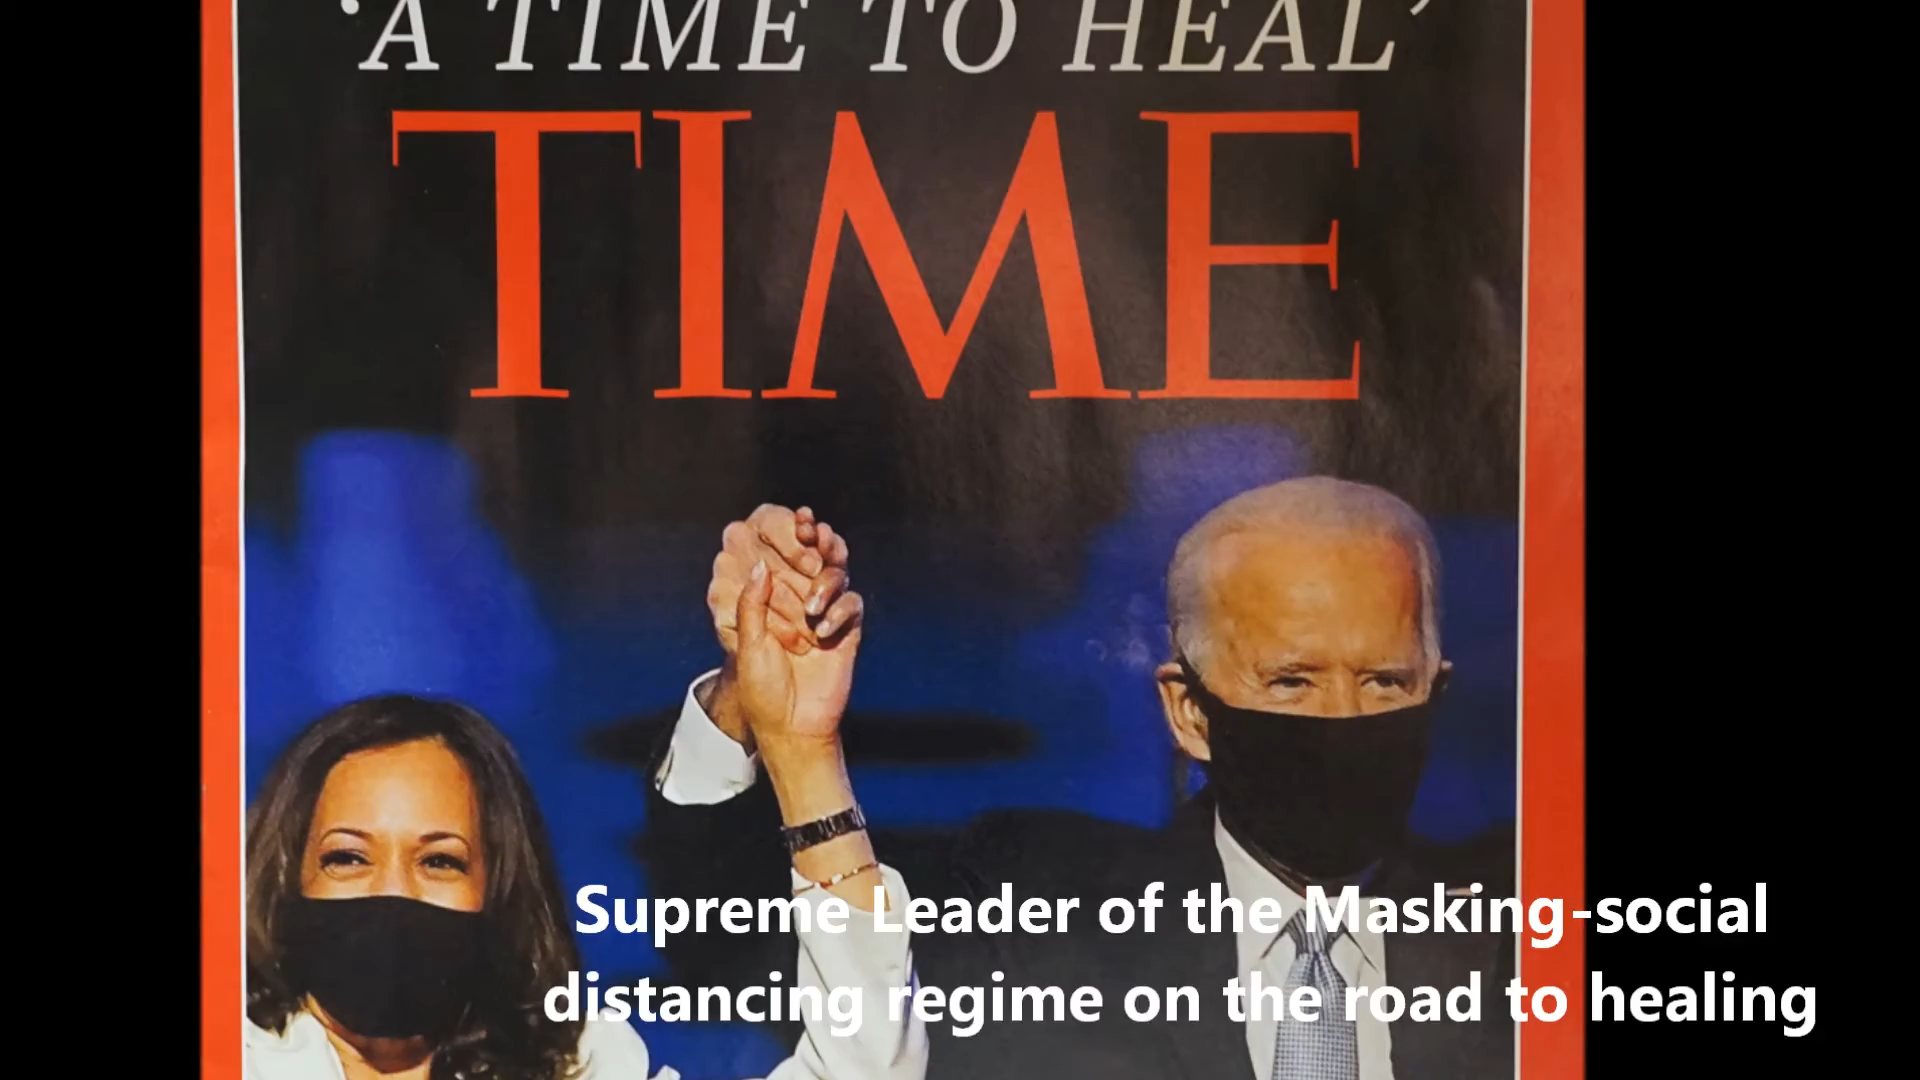 ‘A TIME TO HEAL’
TIME
Supreme Leader of the Masking-social
distancing regime on the road to healing